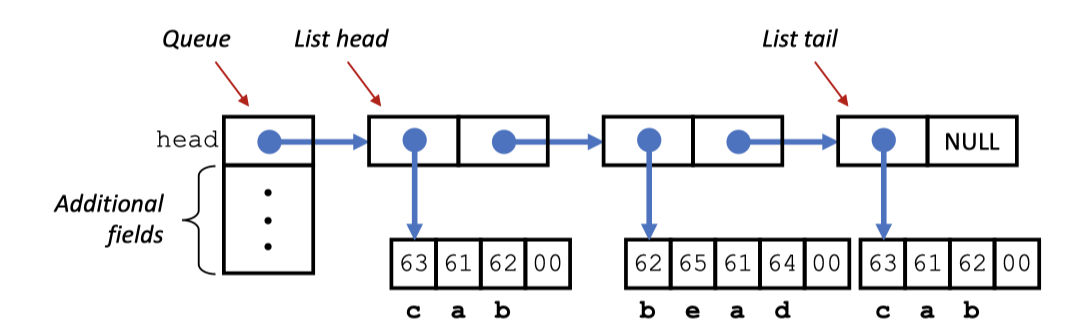 Queue List head List tail
head NULL
Additional
fields
63 61 62 00 62 65 61 64 00 63 61 62 00
c a b b e a d c a b